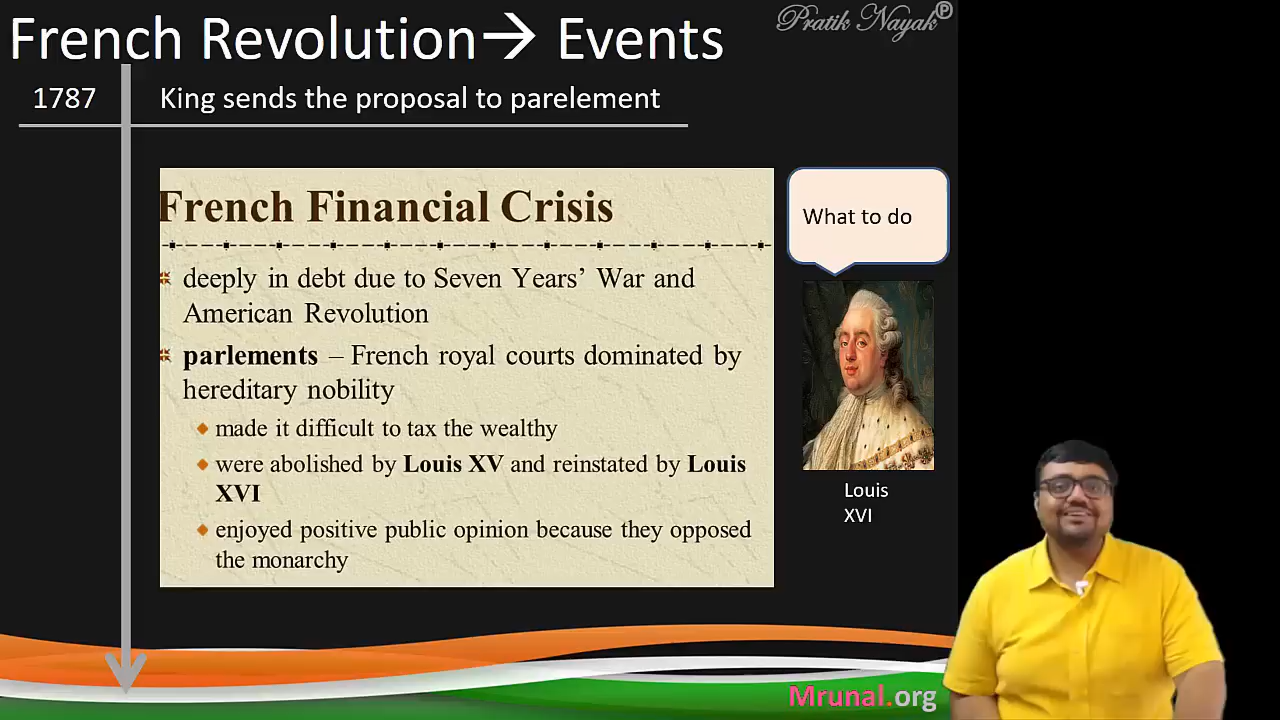 French Revolution→ Events
Pratik Nayak®
1787
King sends the proposal to parelement
French Financial Crisis
deeply in debt due to Seven Years’ War and
American Revolution
parlements – French royal courts dominated by
hereditary nobility
made it difficult to tax the wealthy
were abolished by Louis XV and reinstated by Louis
XVI
enjoyed positive public opinion because they opposed
the monarchy
What to do
Louis
XVI
Mrunal.org